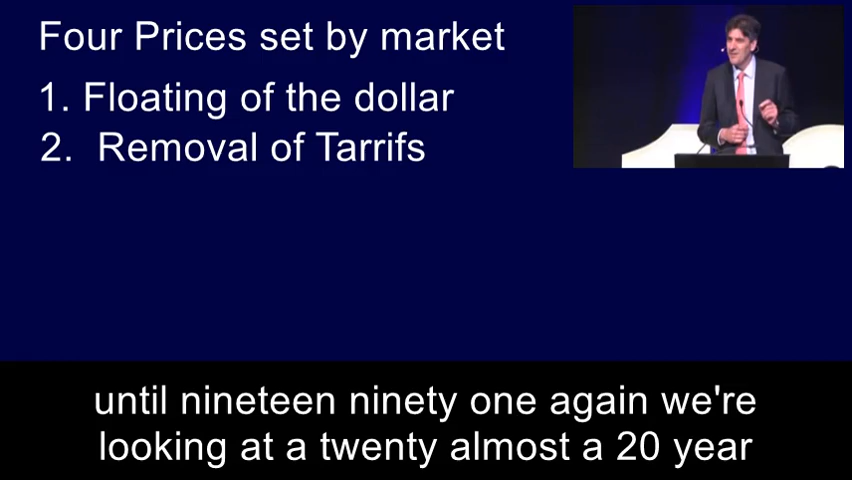 Four Prices set by market
1. Floating of the dollar
2. Removal of Tarrifs
until nineteen ninety one again we're
looking at a twenty almost a 20 year